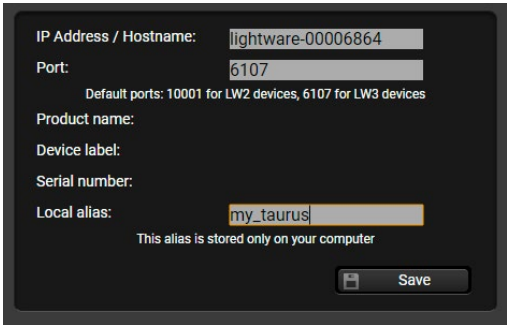 IP Address / Hostname: lightware-00006864
Port: 6107
Default ports: 10001 for LW2 devices, 6107 for LW3 devices
Product name:
Device label:
Serial number:
Local alias: my_taurus
This alias is stored only on your computer
Save